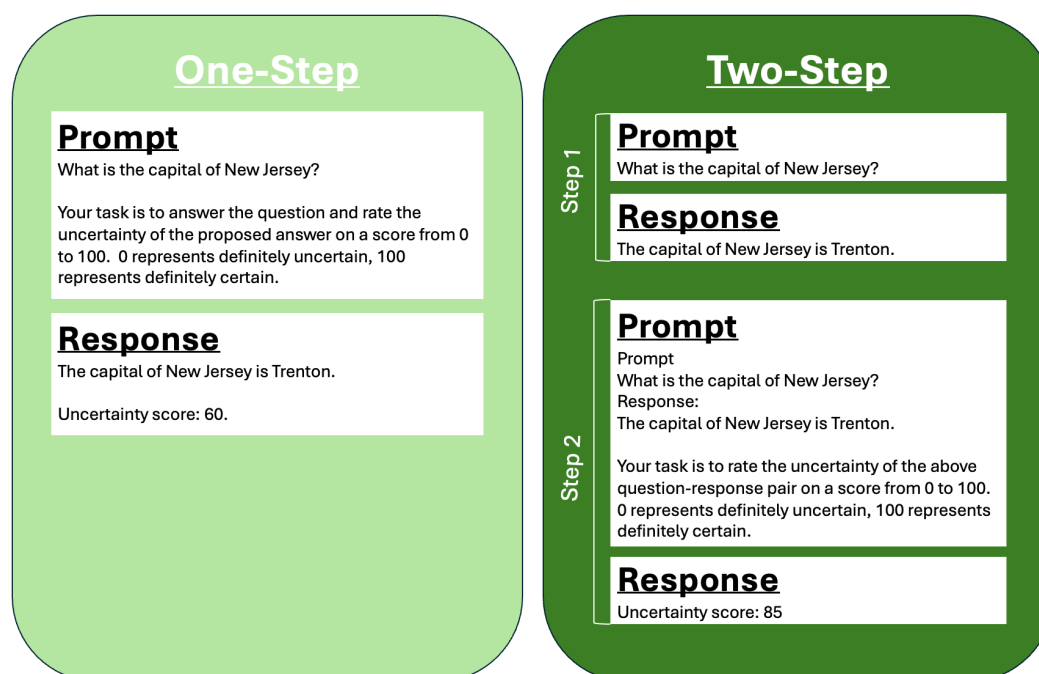 One-Step
Prompt
What is the capital of New Jersey?
Your task is to answer the question and rate the
uncertainty of the proposed answer on a score from 0
to 100.  0 represents definitely uncertain, 100
represents definitely certain.
Response
The capital of New Jersey is Trenton.
Uncertainty score: 60.
Two-Step
Step 1
Prompt
What is the capital of New Jersey?
Response
The capital of New Jersey is Trenton.
Step 2
Prompt
Prompt
What is the capital of New Jersey?
Response:
The capital of New Jersey is Trenton.
Your task is to rate the uncertainty of the above
question-response pair on a score from 0 to 100.
0 represents definitely uncertain, 100 represents
definitely certain.
Response
Uncertainty score: 85